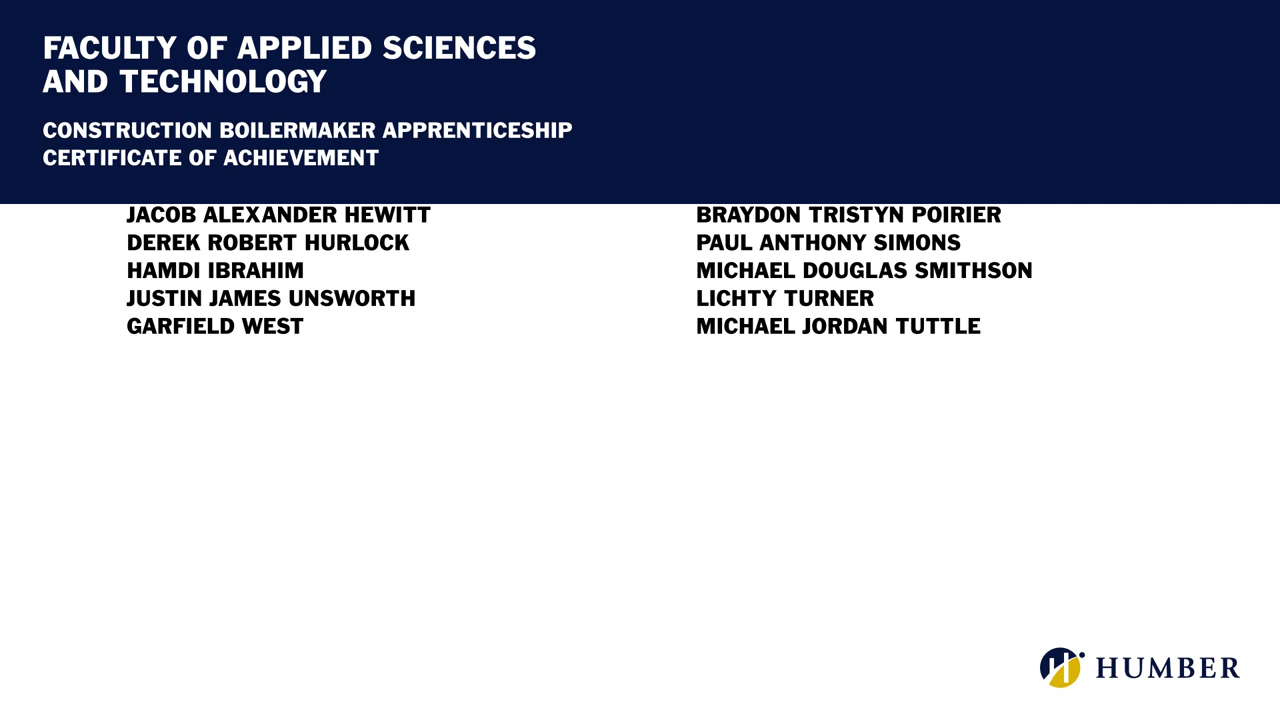 FACULTY OF APPLIED SCIENCES
AND TECHNOLOGY
CONSTRUCTION BOILERMAKER APPRENTICESHIP
CERTIFICATE OF ACHIEVEMENT
JACOB ALEXANDER HEWITT
DEREK ROBERT HURLOCK
HAMDI IBRAHIM
JUSTIN JAMES UNSWORTH
GARFIELD WEST
BRAYDON TRISTYN POIRIER
PAUL ANTHONY SIMONS
MICHAEL DOUGLAS SMITHSON
LICHTY TURNER
MICHAEL JORDAN TUTTLE
HUMBER